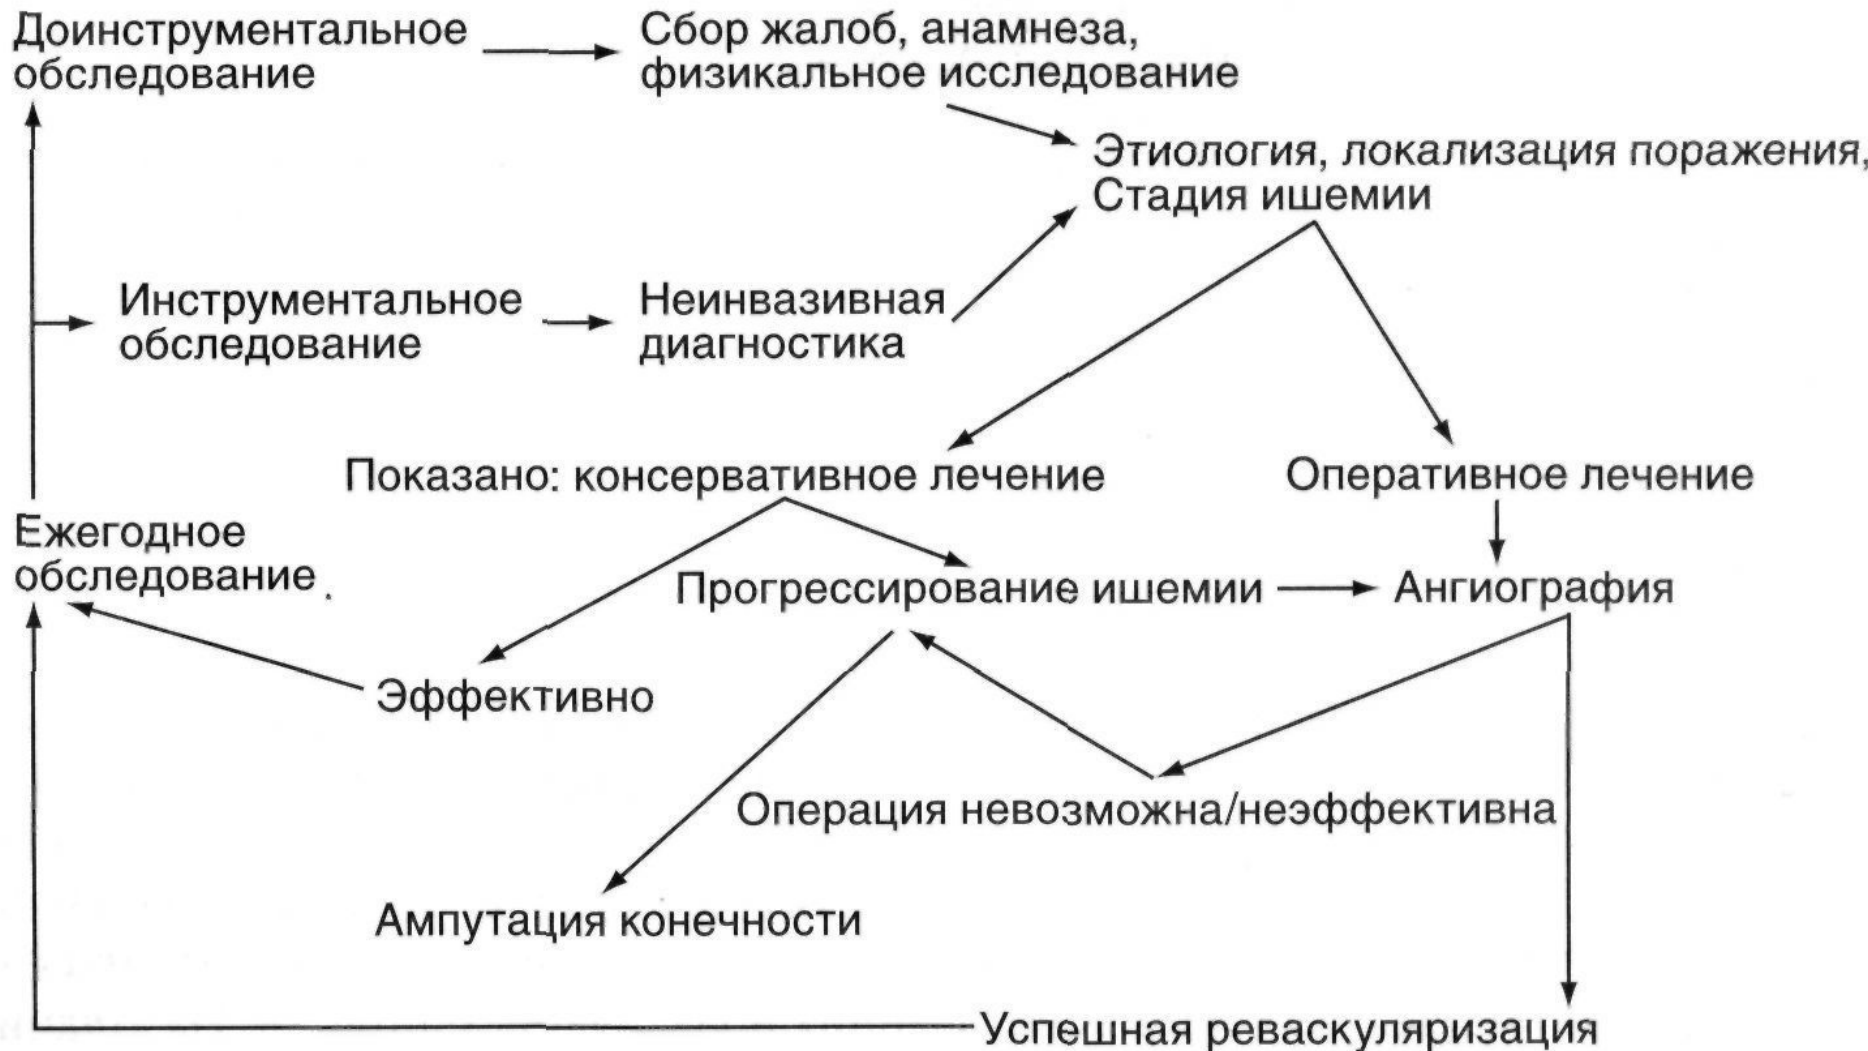 Доинструментальное
обследование
Сбор жалоб, анамнеза,
физикальное исследование
Этиология, локализация поражения,
Стадия ишемии
Инструментальное
обследование
Неинвазивная
диагностика
Показано: консервативное лечение
Оперативное лечение
Ежегодное
обследование
Прогрессирование ишемии
Ангиография
Эффективно
Операция невозможна/неэффективна
Ампутация конечности
Успешная реваскуляризация